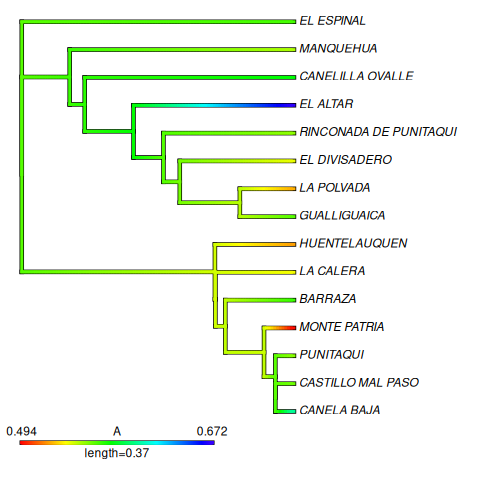 EL ESPINAL
MANQUEHUA
CANELILLA OVALLE
EL ALTAR
RINCONADA DE PUNITAQUI
EL DIVISADERO
LA POLVADA
GUALLIGUAICA
HUENTELAUQUEN
LA CALERA
BARRAZA
MONTE PATRIA
PUNITAQUI
CASTILLO MAL PASO
CANELA BAJA
0.494 A 0.672
length=0.37